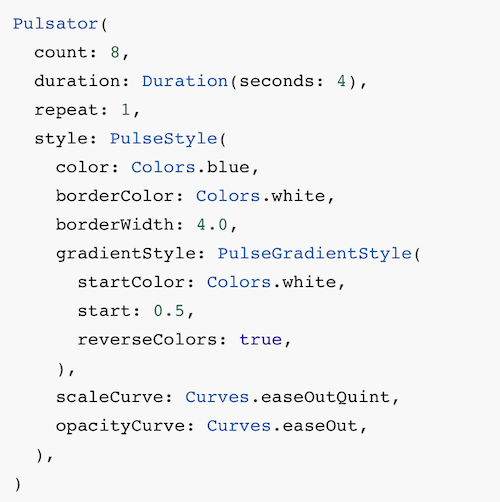 Pulsator(
  count: 8,
  duration: Duration(seconds: 4),
  repeat: 1,
  style: PulseStyle(
    color: Colors.blue,
    borderColor: Colors.white,
    borderWidth: 4.0,
    gradientStyle: PulseGradientStyle(
      startColor: Colors.white,
      start: 0.5,
      reverseColors: true,
    ),
    scaleCurve: Curves.easeOutQuint,
    opacityCurve: Curves.easeOut,
  ),
)